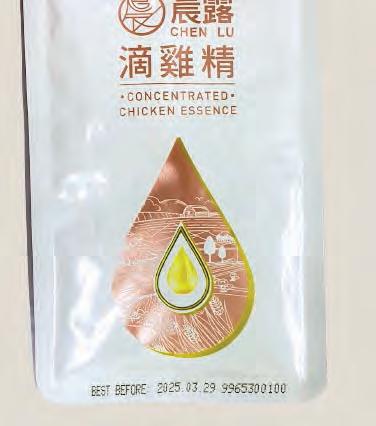 晨露
CHEN LU
滴雞精
•CONCENTRATED•
CHICKEN ESSENCE
BEST BEFORE 2025.03.29 9965300100